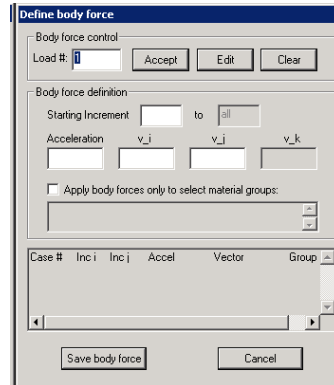 Define body force
Body force control
Load #: 1 Accept Edit Clear
Body force definition
Starting Increment to all
Acceleration v_i v_j v_k
Apply body forces only to select material groups:
Case # Inc i Inc j Accel Vector Group
Save body force Cancel